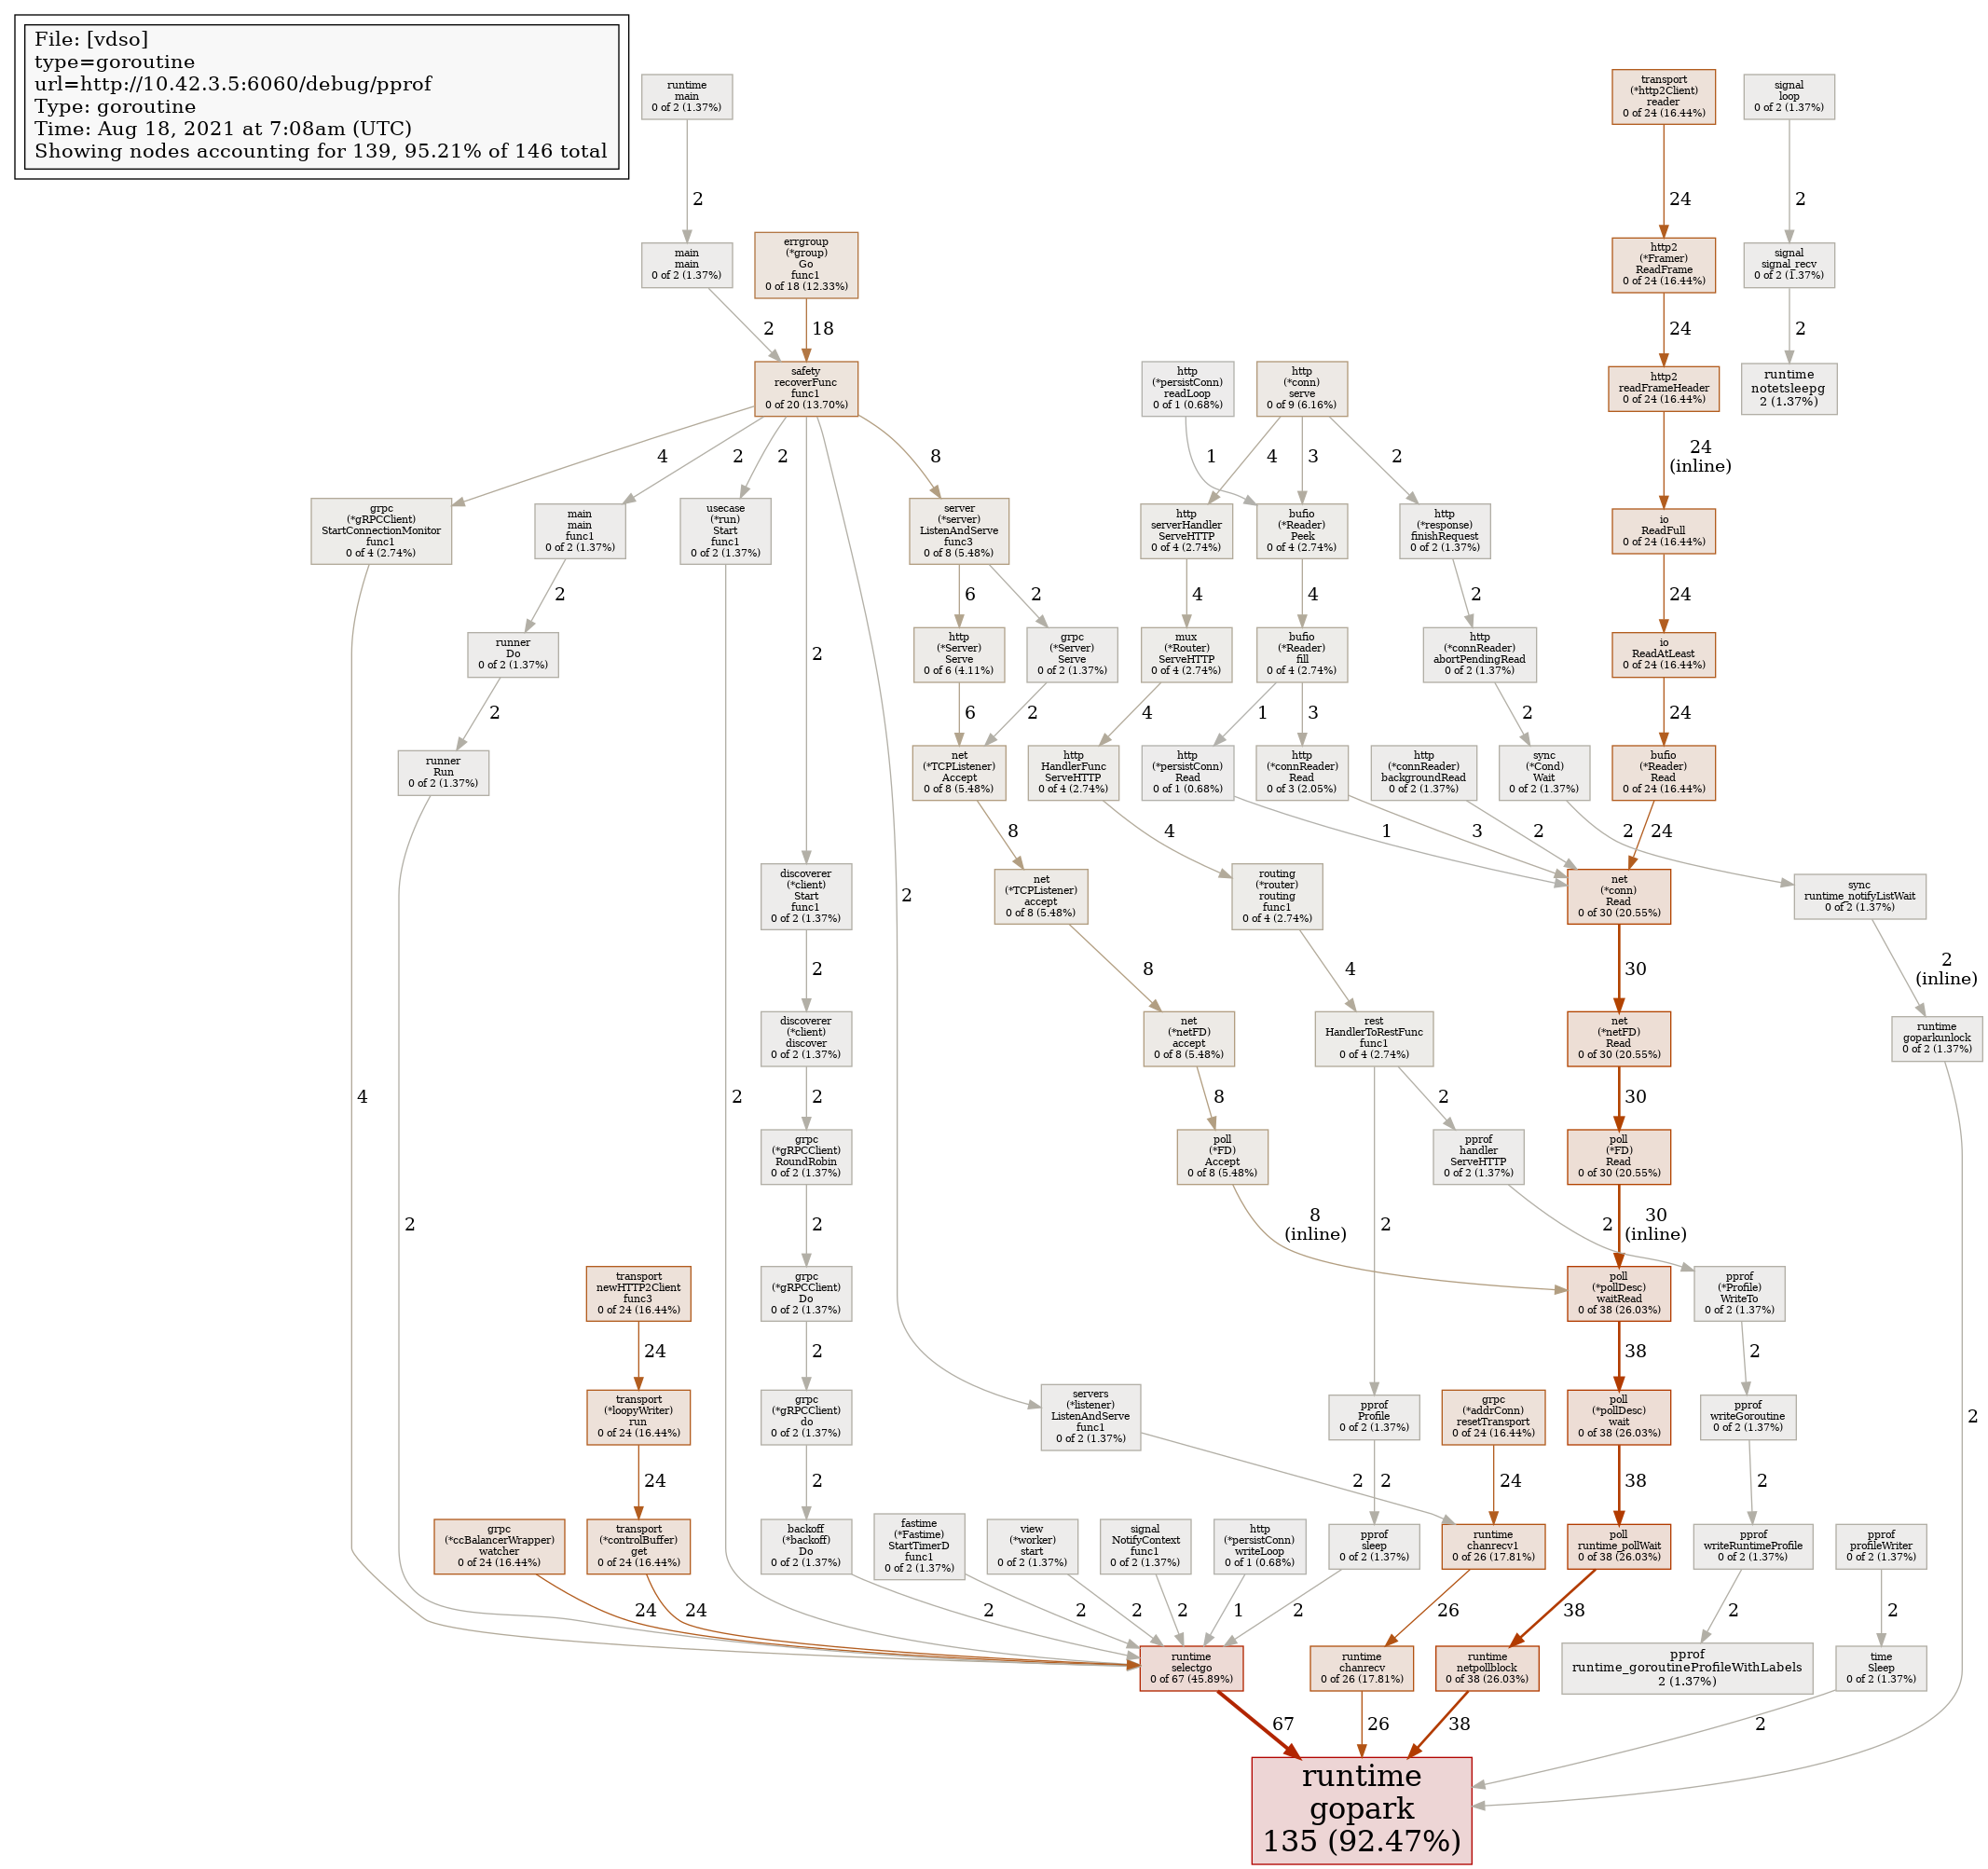 File: [vdso]
type=goroutine
url=http://10.42.3.5:6060/debug/pprof
Type: goroutine
Time: Aug 18, 2021 at 7:08am (UTC)
Showing nodes accounting for 139, 95.21% of 146 total
runtime
main
0 of 2 (1.37%)
transport
(*http2Client)
reader
0 of 24 (16.44%)
signal
loop
0 of 2 (1.37%)
2
24
2
main
main
0 of 2 (1.37%)
errgroup
(*group)
Go
func1
0 of 18 (12.33%)
http2
(*Framer)
ReadFrame
0 of 24 (16.44%)
signal
signal_recv
0 of 2 (1.37%)
2
18
24
2
safety
recoverFunc
func1
0 of 20 (13.70%)
http
(*persistConn)
readLoop
0 of 1 (0.68%)
http
(*conn)
serve
0 of 9 (6.16%)
http2
readFrameHeader
0 of 24 (16.44%)
runtime
notetsleepg
2 (1.37%)
4
2
2
8
1
4
3
2
24
(inline)
grpc
(*gRPCClient)
StartConnectionMonitor
func1
0 of 4 (2.74%)
main
main
func1
0 of 2 (1.37%)
usecase
(*run)
Start
func1
0 of 2 (1.37%)
server
(*server)
ListenAndServe
func3
0 of 8 (5.48%)
http
serverHandler
ServeHTTP
0 of 4 (2.74%)
bufio
(*Reader)
Peek
0 of 4 (2.74%)
http
(*response)
finishRequest
0 of 2 (1.37%)
io
ReadFull
0 of 24 (16.44%)
2
6
2
4
4
2
24
runner
Do
0 of 2 (1.37%)
2
http
(*Server)
Serve
0 of 6 (4.11%)
grpc
(*Server)
Serve
0 of 2 (1.37%)
mux
(*Router)
ServeHTTP
0 of 4 (2.74%)
bufio
(*Reader)
fill
0 of 4 (2.74%)
http
(*connReader)
abortPendingRead
0 of 2 (1.37%)
io
ReadAtLeast
0 of 24 (16.44%)
2
6
2
4
1
3
2
24
runner
Run
0 of 2 (1.37%)
net
(*TCPListener)
Accept
0 of 8 (5.48%)
http
HandlerFunc
ServeHTTP
0 of 4 (2.74%)
http
(*persistConn)
Read
0 of 1 (0.68%)
http
(*connReader)
Read
0 of 3 (2.05%)
http
(*connReader)
backgroundRead
0 of 2 (1.37%)
sync
(*Cond)
Wait
0 of 2 (1.37%)
bufio
(*Reader)
Read
0 of 24 (16.44%)
8
4
1
3
2
2
24
discoverer
(*client)
Start
func1
0 of 2 (1.37%)
2
net
(*TCPListener)
accept
0 of 8 (5.48%)
routing
(*router)
routing
func1
0 of 4 (2.74%)
net
(*conn)
Read
0 of 30 (20.55%)
sync
runtime_notifyListWait
0 of 2 (1.37%)
2
8
4
30
2
(inline)
discoverer
(*client)
discover
0 of 2 (1.37%)
net
(*netFD)
accept
0 of 8 (5.48%)
rest
HandlerToRestFunc
func1
0 of 4 (2.74%)
net
(*netFD)
Read
0 of 30 (20.55%)
runtime
goparkunlock
0 of 2 (1.37%)
4
2
2
8
2
30
grpc
(*gRPCClient)
RoundRobin
0 of 2 (1.37%)
poll
(*FD)
Accept
0 of 8 (5.48%)
pprof
handler
ServeHTTP
0 of 2 (1.37%)
poll
(*FD)
Read
0 of 30 (20.55%)
2
2
8
(inline)
2
2
30
(inline)
transport
newHTTP2Client
func3
0 of 24 (16.44%)
grpc
(*gRPCClient)
Do
0 of 2 (1.37%)
poll
(*pollDesc)
waitRead
0 of 38 (26.03%)
pprof
(*Profile)
WriteTo
0 of 2 (1.37%)
24
2
38
2
transport
(*loopyWriter)
run
0 of 24 (16.44%)
grpc
(*gRPCClient)
do
0 of 2 (1.37%)
servers
(*listener)
ListenAndServe
func1
0 of 2 (1.37%)
pprof
Profile
0 of 2 (1.37%)
grpc
(*addrConn)
resetTransport
0 of 24 (16.44%)
poll
(*pollDesc)
wait
0 of 38 (26.03%)
pprof
writeGoroutine
0 of 2 (1.37%)
2
24
2
2
2
24
38
2
grpc
(*ccBalancerWrapper)
watcher
0 of 24 (16.44%)
transport
(*controlBuffer)
get
0 of 24 (16.44%)
backoff
(*backoff)
Do
0 of 2 (1.37%)
fastime
(*Fastime)
StartTimerD
func1
0 of 2 (1.37%)
view
(*worker)
start
0 of 2 (1.37%)
signal
NotifyContext
func1
0 of 2 (1.37%)
http
(*persistConn)
writeLoop
0 of 1 (0.68%)
pprof
sleep
0 of 2 (1.37%)
runtime
chanrecv1
0 of 26 (17.81%)
poll
runtime_pollWait
0 of 38 (26.03%)
pprof
writeRuntimeProfile
0 of 2 (1.37%)
pprof
profileWriter
0 of 2 (1.37%)
24
24
2
2
2
2
1
2
26
38
2
2
runtime
selectgo
0 of 67 (45.89%)
runtime
chanrecv
0 of 26 (17.81%)
runtime
netpollblock
0 of 38 (26.03%)
pprof
runtime_goroutineProfileWithLabels
2 (1.37%)
time
Sleep
0 of 2 (1.37%)
67
26
38
2
runtime
gopark
135 (92.47%)